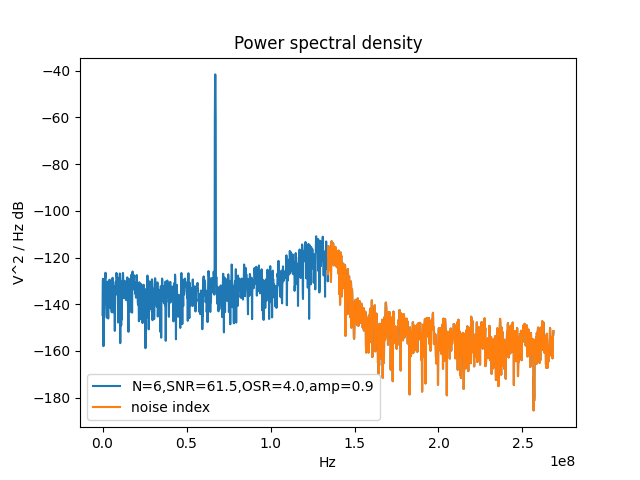 Power spectral density
−40
−60
−80
−100
−120
−140
−160
−180
V^2 / Hz dB
N=6,SNR=61.5,OSR=4.0,amp=0.9
noise index
0.0 0.5 1.0 1.5 2.0 2.5
1e8
Hz